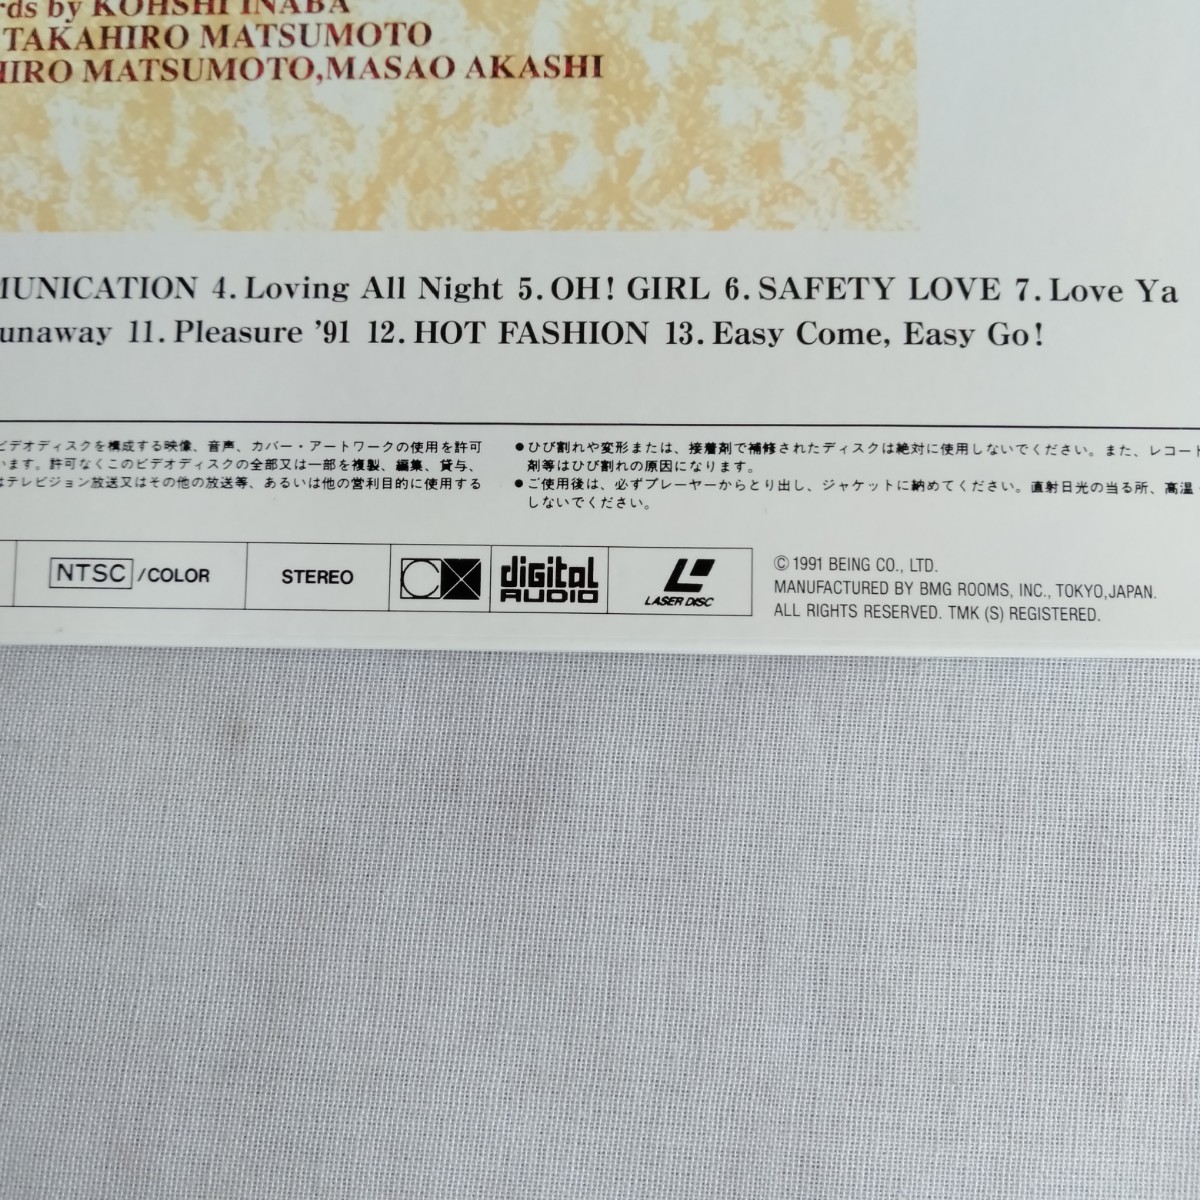 rds by KOHSHI INABA
TAKAHIRO MATSUMOTO
HIRO MATSUMOTO,MASAO AKASHI
MUNICATION 4.Loving All Night 5.OH! GIRL 6.SAFETY LOVE 7.Love Ya
unaway 11.Pleasure ’91 12.HOT FASHION 13.Easy Come, Easy Go!
ビデオディスクを構成する映像、音声、カバー・アートワークの使用を許可
います。許可なくこのビデオディスクの全部又は一部を複製、編集、貸与、
はテレビジョン放送又はその他の放送等、あるいは他の営利目的に使用する
●ひび割れや変形または、接着剤で補修されたディスクは絶対に使用しないでください。また、レコード
剤等はひび割れの原因になります。
●ご使用後は、必ずプレーヤーからとり出し、ジャケットに納めてください。直射日光の当る所、高温
しないでください。
NTSC/COLOR
STEREO
CX
digital AUDIO
LASER DISC
©1991 BEING CO., LTD.
MANUFACTURED BY BMG ROOMS, INC., TOKYO,JAPAN.
ALL RIGHTS RESERVED. TMK (S) REGISTERED.